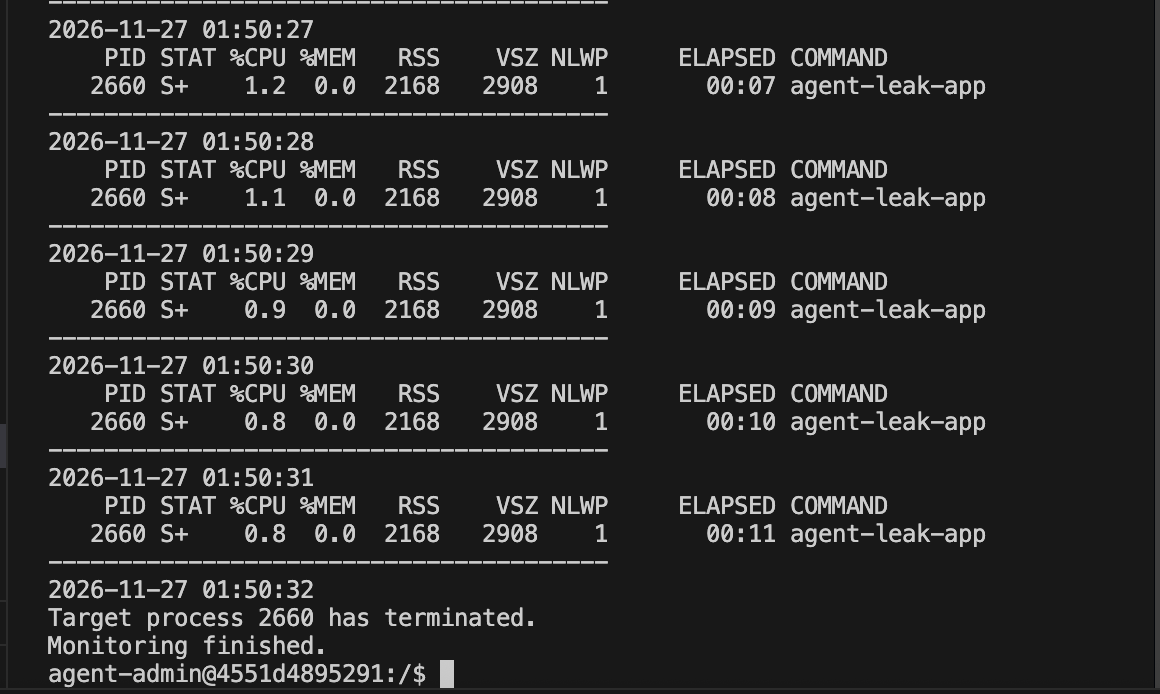 ----------------------------------------
2026-11-27 01:50:27
    PID STAT %CPU %MEM   RSS    VSZ NLWP     ELAPSED COMMAND
   2660 S+    1.2  0.0  2168   2908    1       00:07 agent-leak-app
----------------------------------------
2026-11-27 01:50:28
    PID STAT %CPU %MEM   RSS    VSZ NLWP     ELAPSED COMMAND
   2660 S+    1.1  0.0  2168   2908    1       00:08 agent-leak-app
----------------------------------------
2026-11-27 01:50:29
    PID STAT %CPU %MEM   RSS    VSZ NLWP     ELAPSED COMMAND
   2660 S+    0.9  0.0  2168   2908    1       00:09 agent-leak-app
----------------------------------------
2026-11-27 01:50:30
    PID STAT %CPU %MEM   RSS    VSZ NLWP     ELAPSED COMMAND
   2660 S+    0.8  0.0  2168   2908    1       00:10 agent-leak-app
----------------------------------------
2026-11-27 01:50:31
    PID STAT %CPU %MEM   RSS    VSZ NLWP     ELAPSED COMMAND
   2660 S+    0.8  0.0  2168   2908    1       00:11 agent-leak-app
----------------------------------------
2026-11-27 01:50:32
Target process 2660 has terminated.
Monitoring finished.
agent-admin@4551d4895291:/$